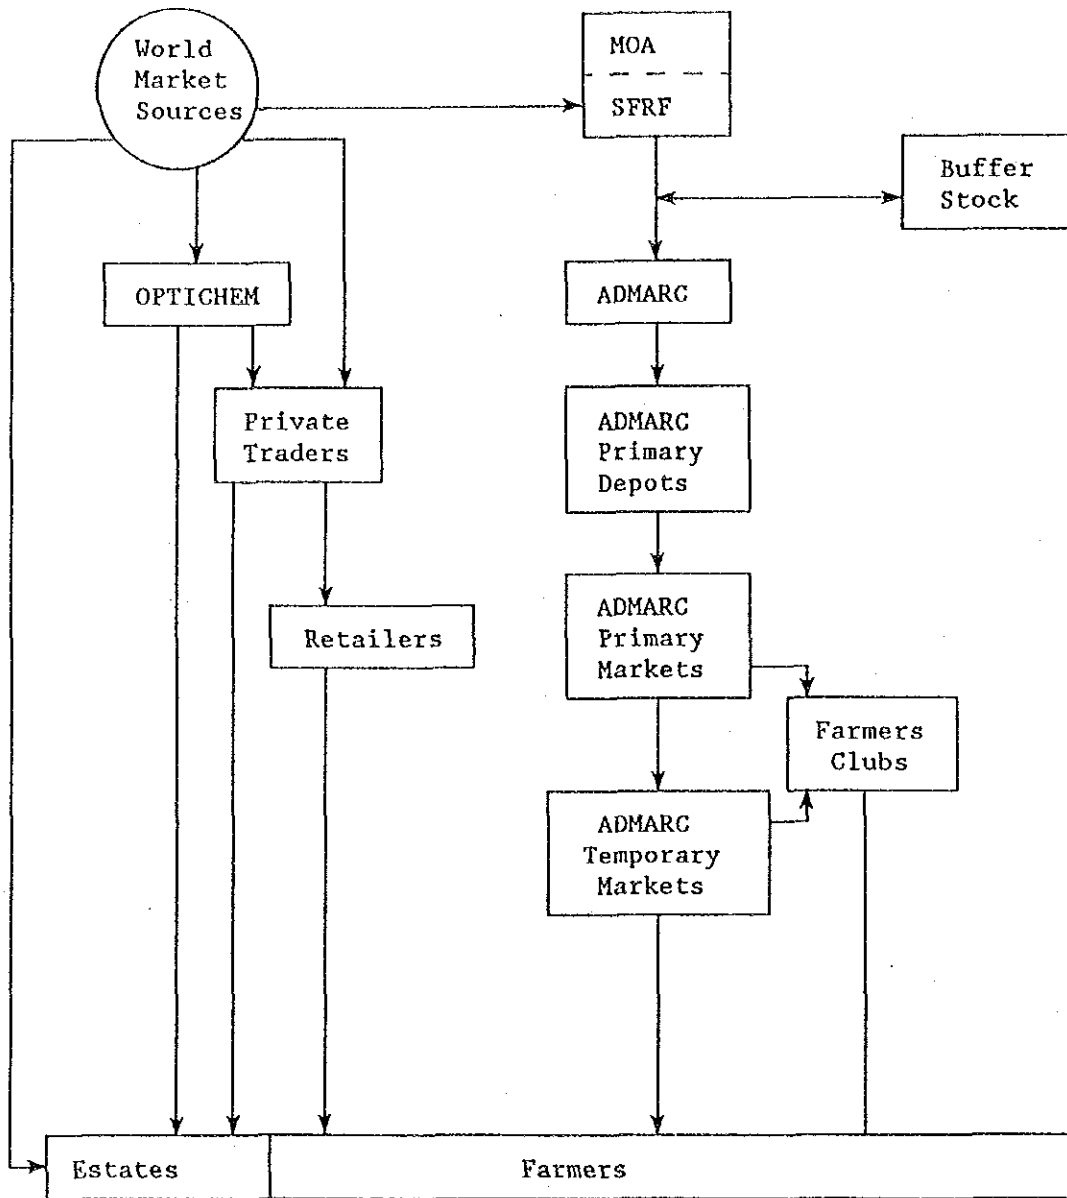 World
Market
Sources
MOA
SFRF
Buffer
Stock
OPTICHEM
ADMARC
Private
Traders
ADMARC
Primary
Depots
Retailers
ADMARC
Primary
Markets
Farmers
Clubs
ADMARC
Temporary
Markets
Estates
Farmers